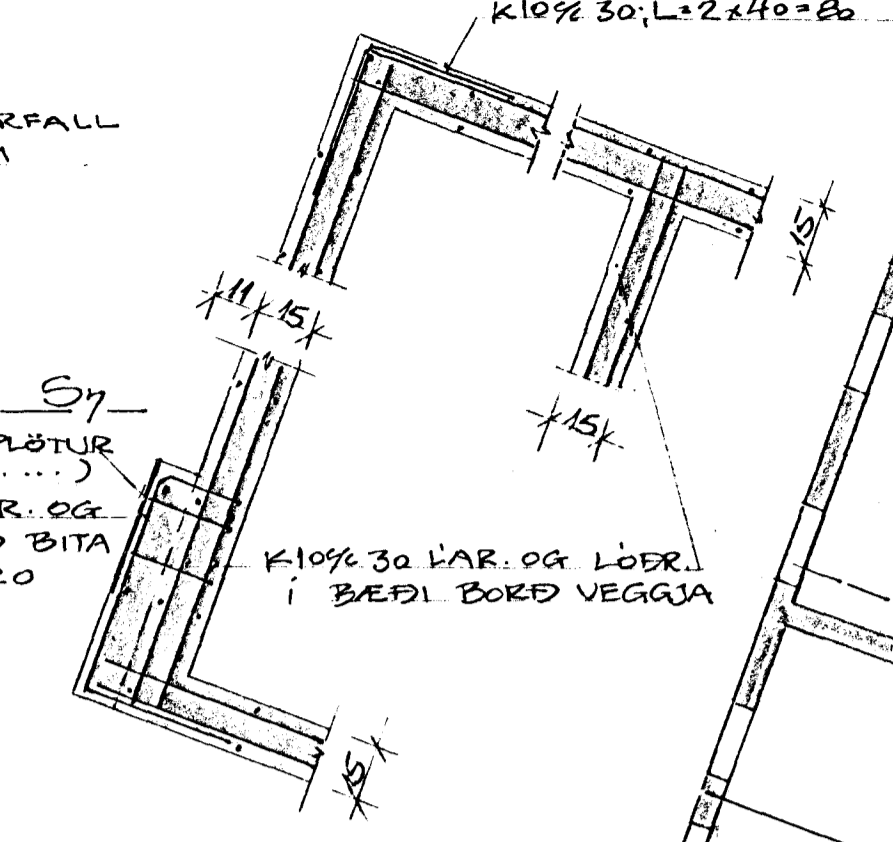 K10% 30; L=2x40=80
RFALL
15
11
15
S7
15
PLÖTUR
....)
R. OG
BITA
20
K10% 30 LÁR. OG LÓÐR.
Í BÆÐI BORÐ VEGGJA
15